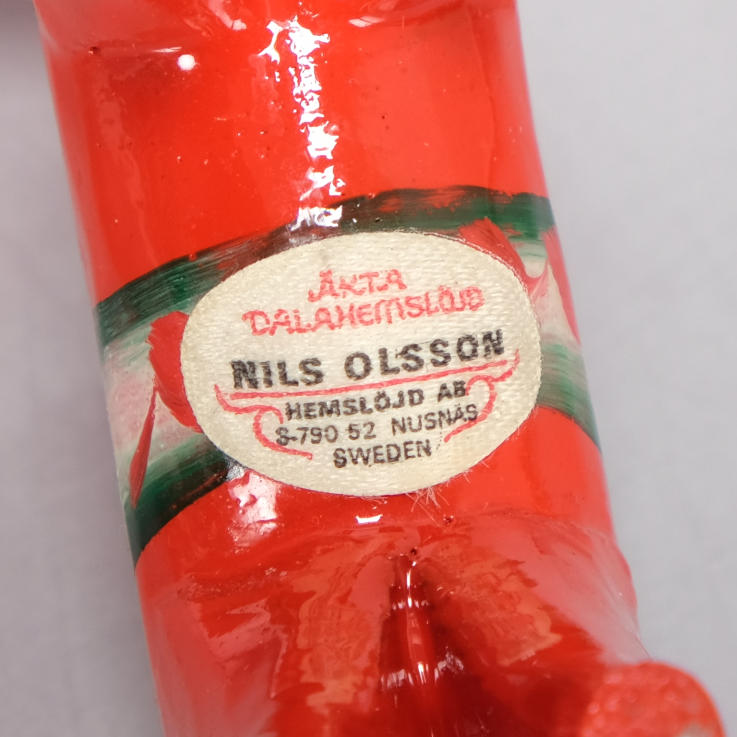 ÄKTA
DALAHEMSLÖJD
NILS OLSSON
HEMSLÖJD AB
S-790 52 NUSNÄS
SWEDEN